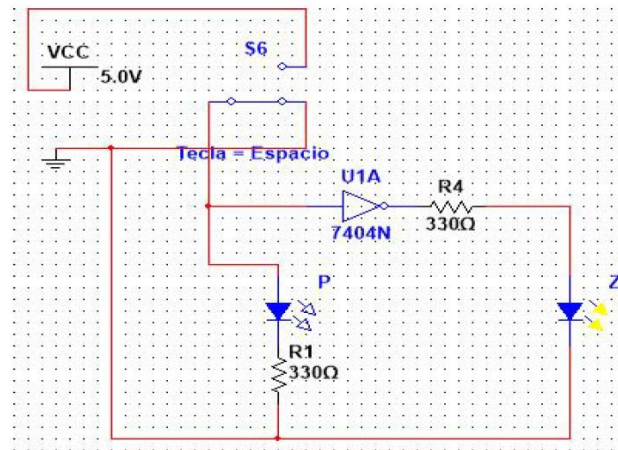 VCC
5.0V
S6
Tecla = Espacio
U1A
7404N
R4
330Ω
P
Z
R1
330Ω